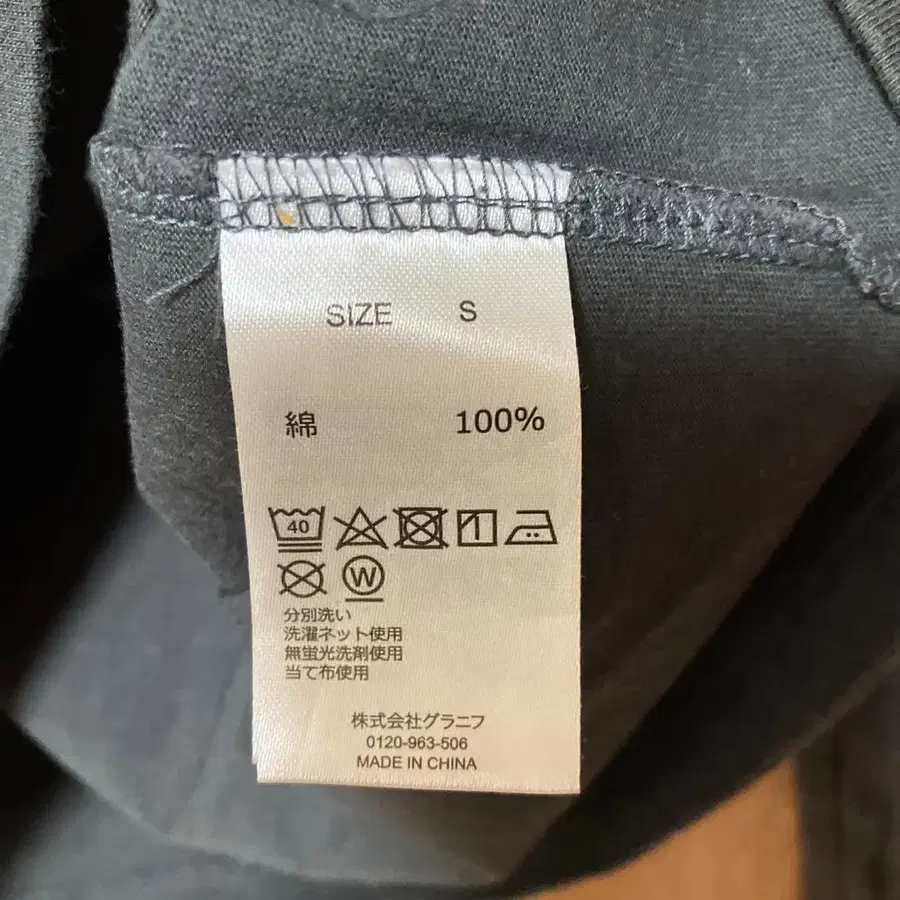 SIZE S
綿 100%
40
W
分別洗い
洗濯ネット使用
無蛍光洗剤使用
当て布使用
株式会社グラニフ
0120-963-506
MADE IN CHINA